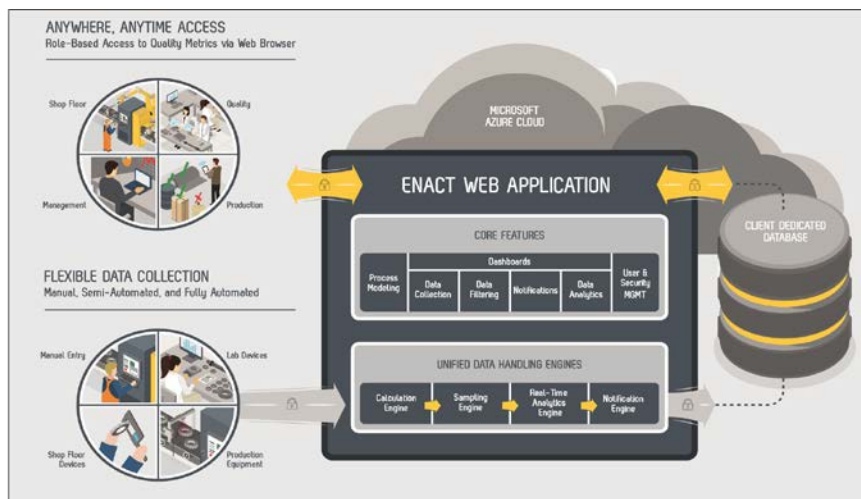 ANYWHERE, ANYTIME ACCESS
Role-Based Access to Quality Metrics via Web Browser
Shop Floor
Quality
Management
Production
FLEXIBLE DATA COLLECTION
Manual, Semi-Automated, and Fully Automated
Manual Entry
Lab Devices
Shop Floor
Devices
Production
Equipment
MICROSOFT
AZURE CLOUD
ENACT WEB APPLICATION
CORE FEATURES
Process
Modeling
Dashboards
Data
Collection
Data
Filtering
Notifications
Data
Analytics
User &
Security
MGMT
UNIFIED DATA HANDLING ENGINES
Calculation
Engine
Sampling
Engine
Real-Time
Analytics
Engine
Notification
Engine
CLIENT DEDICATED
DATABASE